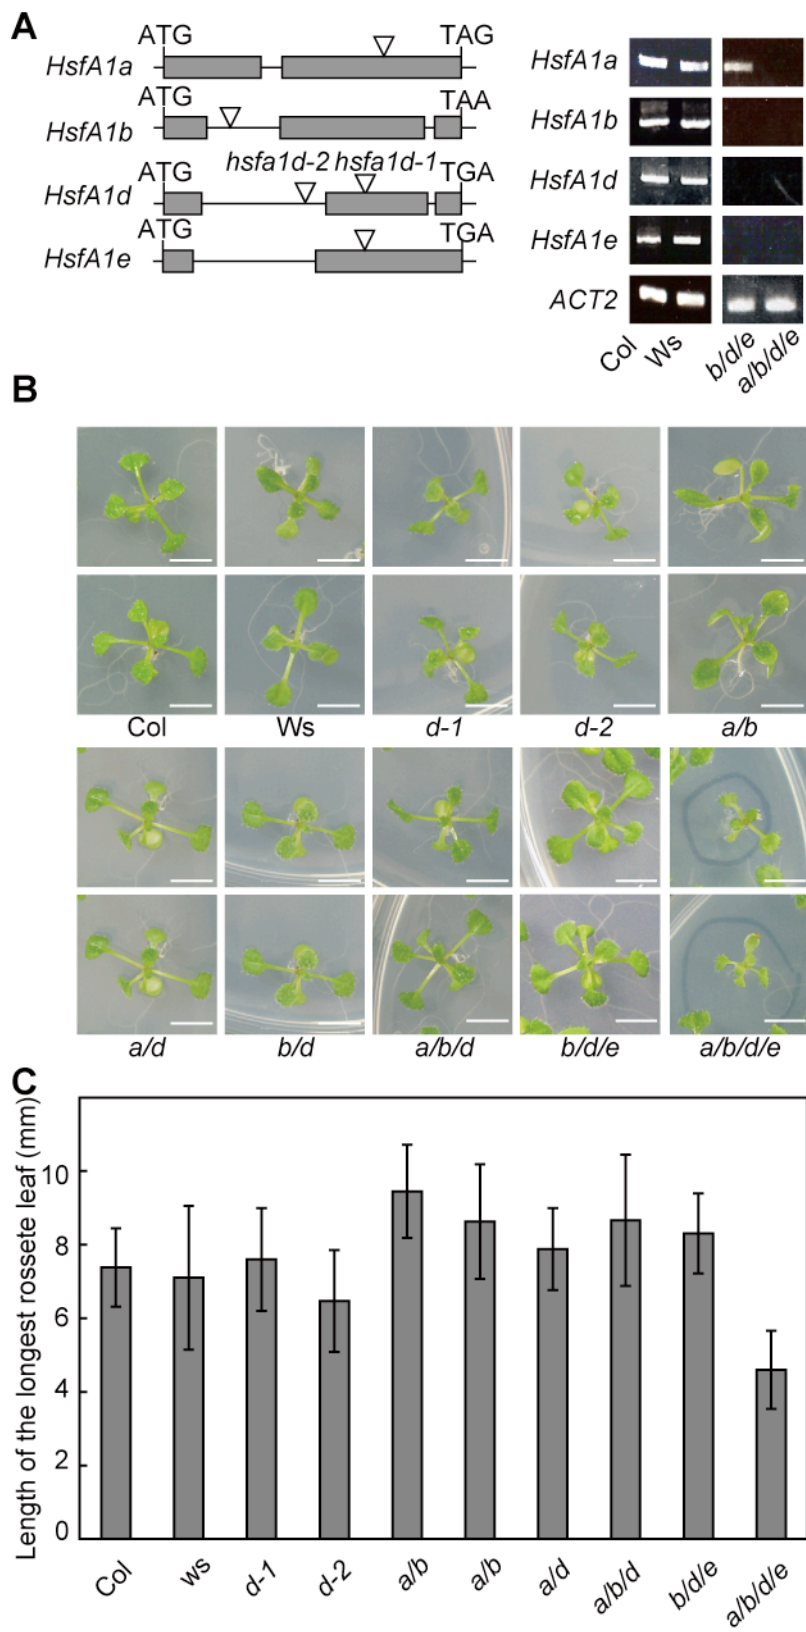 A
ATG TAG
HsfA1a
ATG TAA
HsfA1b
hsfa1d-2 hsfa1d-1
ATG TGA
HsfA1d
ATG TGA
HsfA1e
HsfA1a
HsfA1b
HsfA1d
HsfA1e
ACT2
Col Ws b/d/e a/b/d/e
B
Col Ws d-1 d-2 a/b
a/d b/d a/b/d b/d/e a/b/d/e
C
Length of the longest rossete leaf (mm)
10
8
6
4
2
0
Col ws d-1 d-2 a/b a/b a/d a/b/d b/d/e a/b/d/e